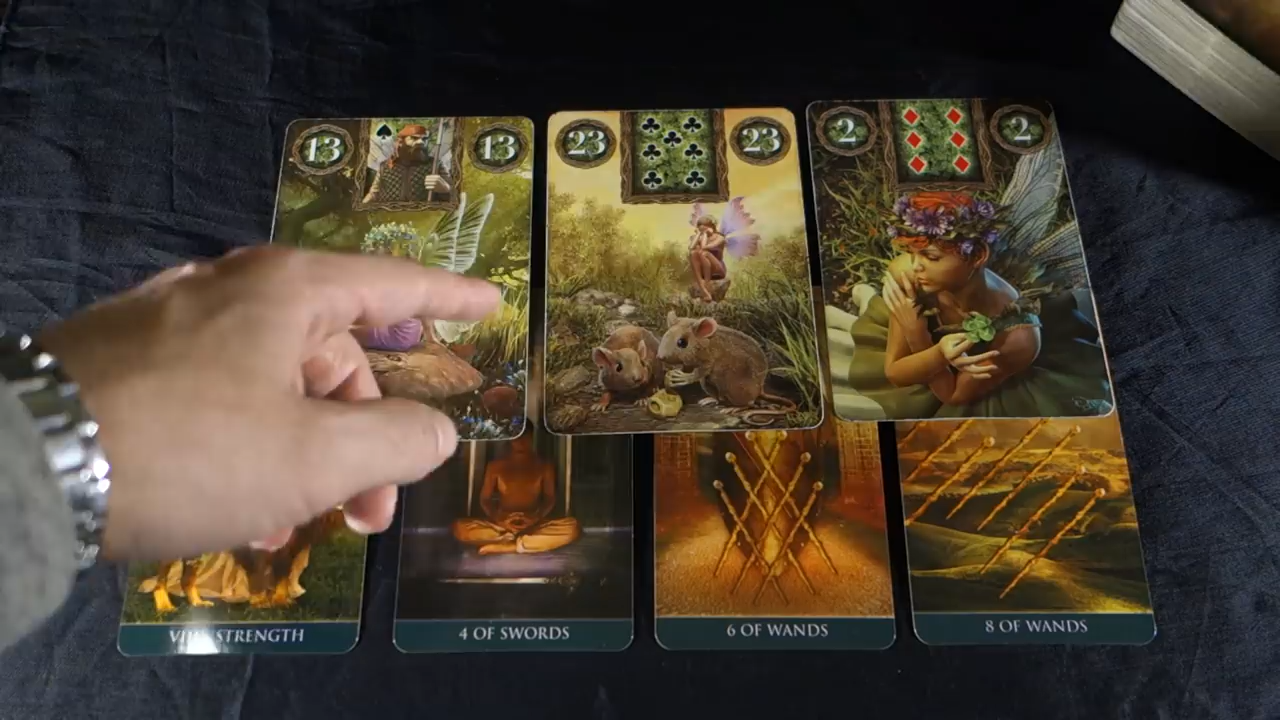 13 13
23 23
2 2
VIII STRENGTH
4 OF SWORDS
6 OF WANDS
8 OF WANDS